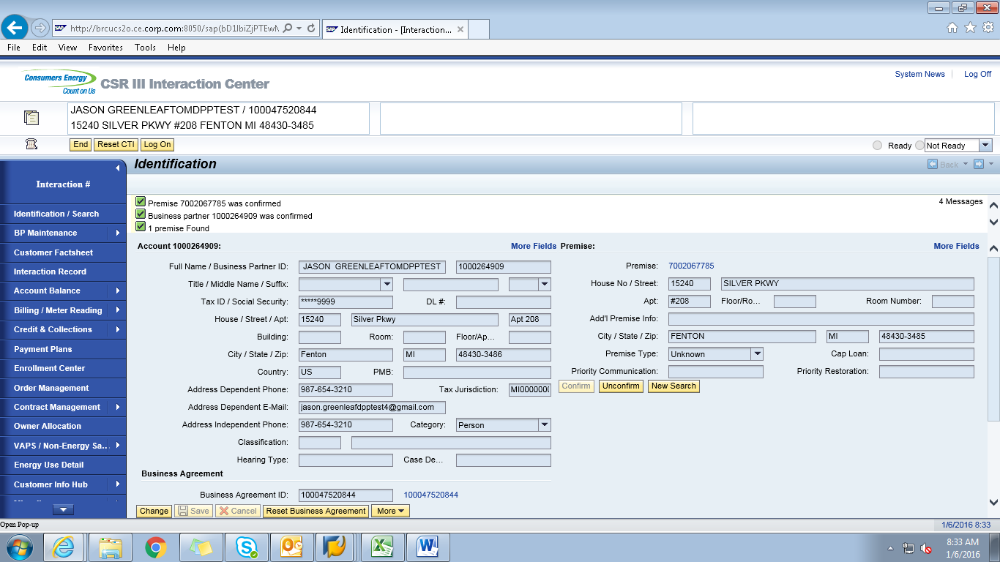 http://brcucs2o.ce.corp.com:8050/sap(bD1lbiZjPTEwN
Identification - [Interaction...
File Edit View Favorites Tools Help
Consumers Energy
Count on Us
CSR III Interaction Center
System News Log Off
JASON GREENLEAFTOMDPPTEST / 100047520844
15240 SILVER PKWY #208 FENTON MI 48430-3485
End Reset CTI Log On Ready Not Ready
Identification Back
Interaction #
Identification / Search
BP Maintenance
Customer Factsheet
Interaction Record
Account Balance
Billing / Meter Reading
Credit & Collections
Payment Plans
Enrollment Center
Order Management
Contract Management
Owner Allocation
VAPS / Non-Energy Sa...
Energy Use Detail
Customer Info Hub
Premise 7002067785 was confirmed
Business partner 1000264909 was confirmed
1 premise Found
4 Messages
Account 1000264909: More Fields
Full Name / Business Partner ID: JASON GREENLEAFTOMDPPTEST 1000264909
Title / Middle Name / Suffix:
Tax ID / Social Security: *****9999 DL #:
House / Street / Apt: 15240 Silver Pkwy Apt 208
Building: Room: Floor/Ap...
City / State / Zip: Fenton MI 48430-3486
Country: US PMB:
Address Dependent Phone: 987-654-3210 Tax Jurisdiction: MI0000000
Address Dependent E-Mail: jason.greenleafdpptest4@gmail.com
Address Independent Phone: 987-654-3210 Category: Person
Classification:
Hearing Type: Case De...
Business Agreement
Business Agreement ID: 100047520844 100047520844
Change Save Cancel Reset Business Agreement More
Premise: More Fields
Premise: 7002067785
House No / Street: 15240 SILVER PKWY
Apt: #208 Floor/Ro... Room Number:
Add'l Premise Info:
City / State / Zip: FENTON MI 48430-3485
Premise Type: Unknown Cap Loan:
Priority Communication: Priority Restoration:
Confirm Unconfirm New Search
Open Pop-up 1/6/2016 8:33
8:33 AM
1/6/2016